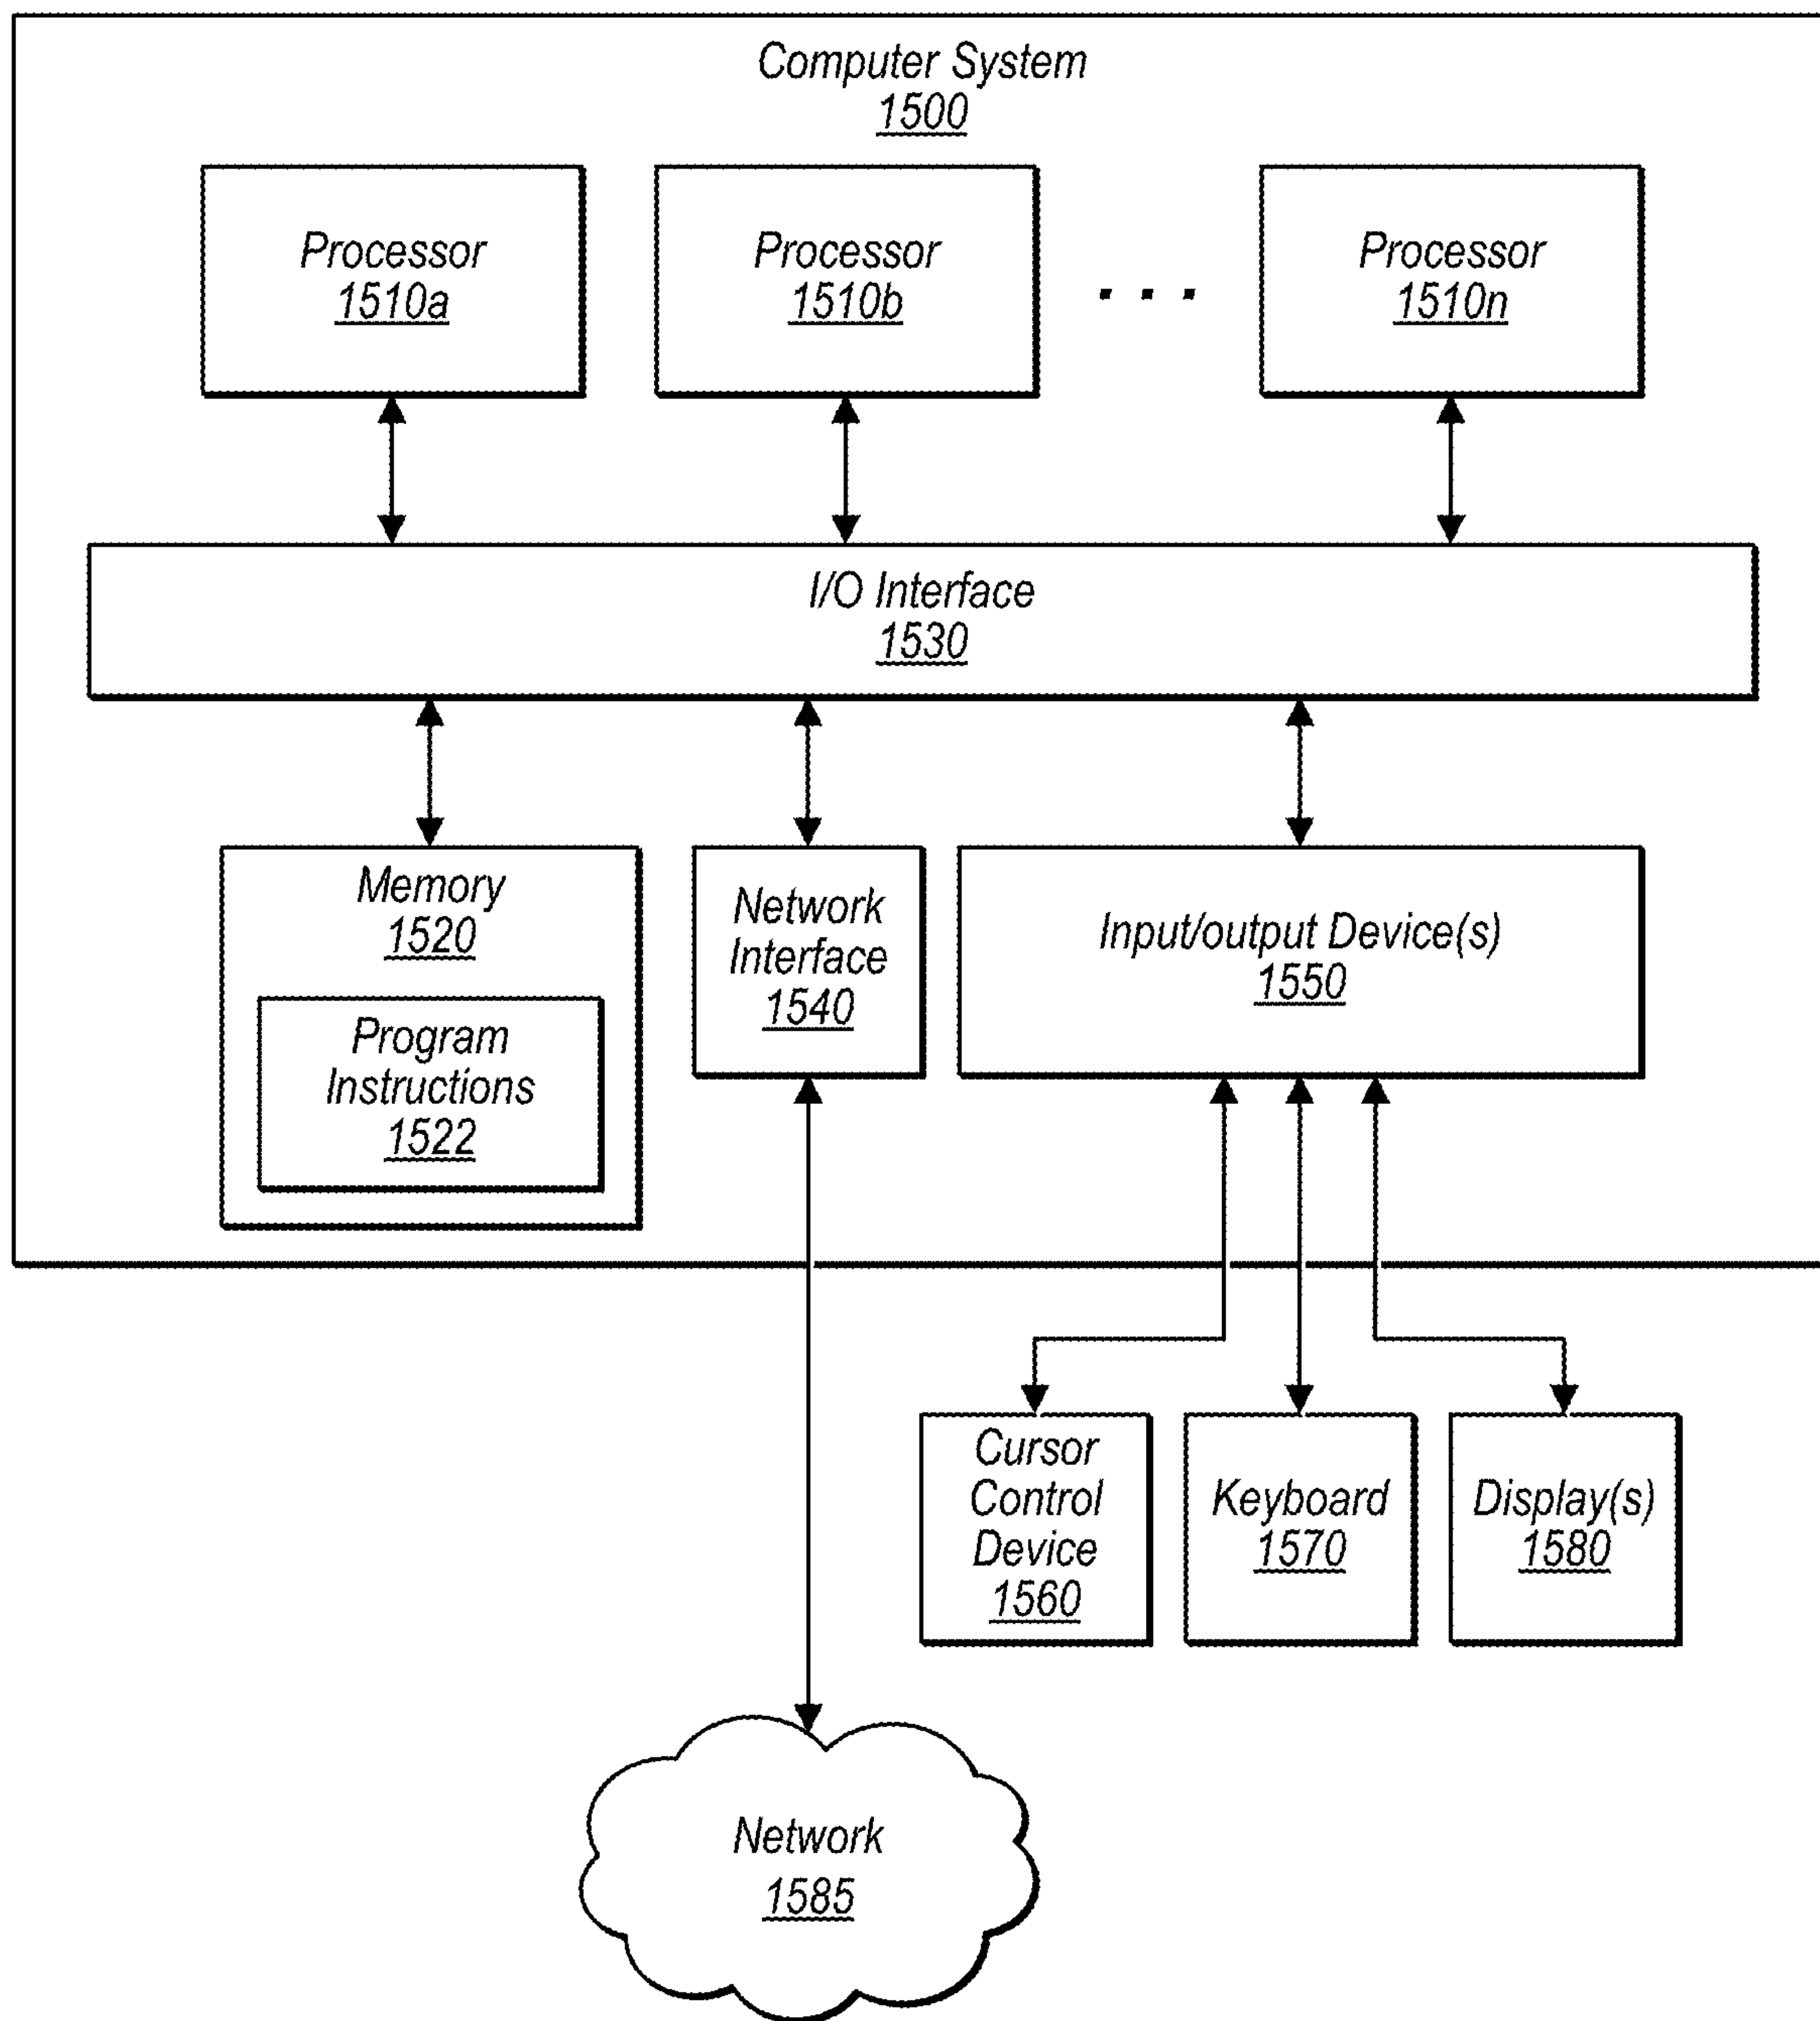 Computer System
1500
Processor
1510a
Processor
1510b
. . .
Processor
1510n
I/O Interface
1530
Memory
1520
Program
Instructions
1522
Network
Interface
1540
Input/output Device(s)
1550
Cursor
Control
Device
1560
Keyboard
1570
Display(s)
1580
Network
1585